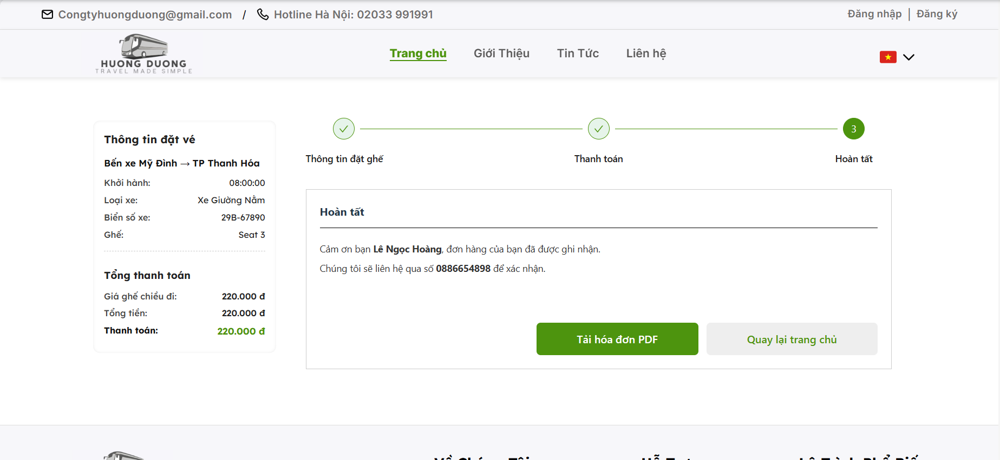 Congtyhuongduong@gmail.com / Hotline Hà Nội: 02033 991991
Đăng nhập | Đăng ký
HUONG DUONG
TRAVEL MADE SIMPLE
Trang chủ Giới Thiệu Tin Tức Liên hệ
Thông tin đặt vé
Bến xe Mỹ Đình → TP Thanh Hóa
Khởi hành: 08:00:00
Loại xe: Xe Giường Nằm
Biển số xe: 29B-67890
Ghế: Seat 3
Tổng thanh toán
Giá ghế chiều đi: 220.000 đ
Tổng tiền: 220.000 đ
Thanh toán: 220.000 đ
3
Thông tin đặt ghế Thanh toán Hoàn tất
Hoàn tất
Cảm ơn bạn Lê Ngọc Hoàng, đơn hàng của bạn đã được ghi nhận.
Chúng tôi sẽ liên hệ qua số 0886654898 để xác nhận.
Tải hóa đơn PDF Quay lại trang chủ